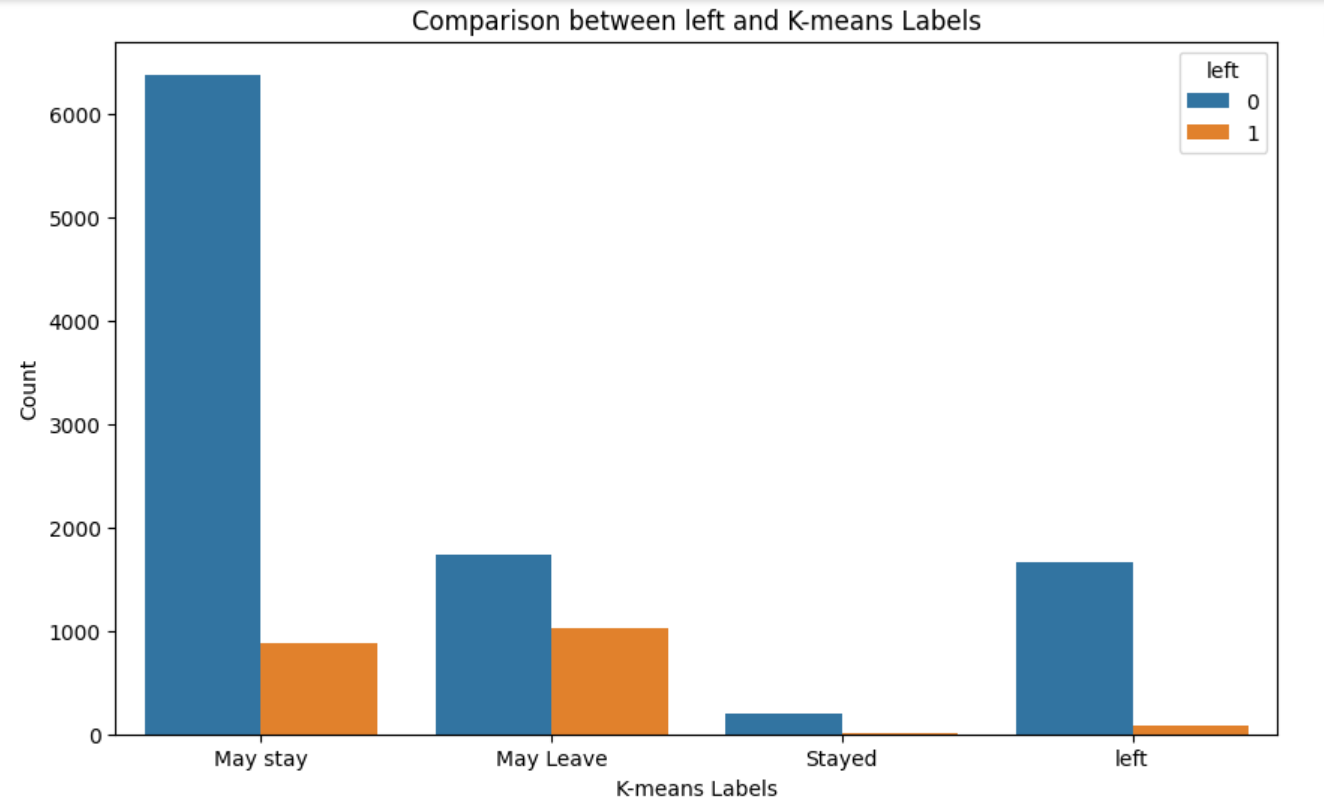 Comparison between left and K-means Labels
left
0
1
6000
5000
4000
3000
2000
1000
0
Count
May stay
May Leave
Stayed
left
K-means Labels